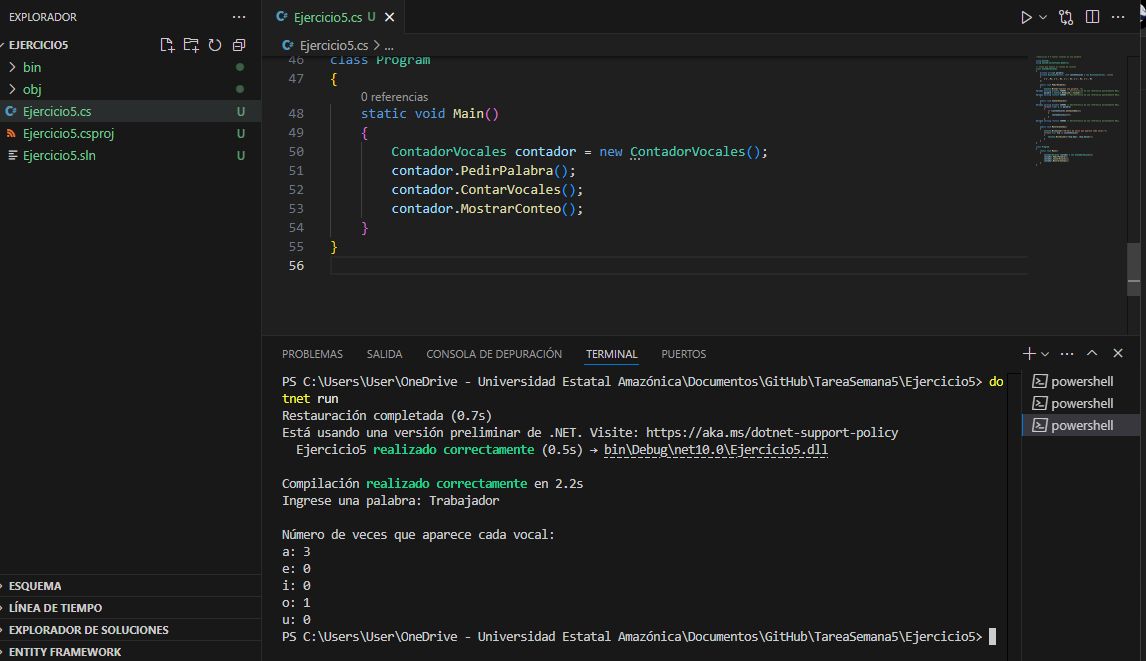 EXPLORADOR
EJERCICIO5
bin
obj
Ejercicio5.cs U
Ejercicio5.csproj U
Ejercicio5.sln U
ESQUEMA
LÍNEA DE TIEMPO
EXPLORADOR DE SOLUCIONES
ENTITY FRAMEWORK
Ejercicio5.cs U
Ejercicio5.cs > ...
46 class Program
47 {
0 referencias
48 static void Main()
49 {
50 ContadorVocales contador = new ContadorVocales();
51 contador.PedirPalabra();
52 contador.ContarVocales();
53 contador.MostrarConteo();
54 }
55 }
56
PROBLEMAS SALIDA CONSOLA DE DEPURACIÓN TERMINAL PUERTOS
PS C:\Users\User\OneDrive - Universidad Estatal Amazónica\Documentos\GitHub\TareaSemana5\Ejercicio5> do
tnet run
Restauración completada (0.7s)
Está usando una versión preliminar de .NET. Visite: https://aka.ms/dotnet-support-policy
Ejercicio5 realizado correctamente (0.5s) → bin\Debug\net10.0\Ejercicio5.dll
Compilación realizado correctamente en 2.2s
Ingrese una palabra: Trabajador
Número de veces que aparece cada vocal:
a: 3
e: 0
i: 0
o: 1
u: 0
PS C:\Users\User\OneDrive - Universidad Estatal Amazónica\Documentos\GitHub\TareaSemana5\Ejercicio5>
powershell
powershell
powershell